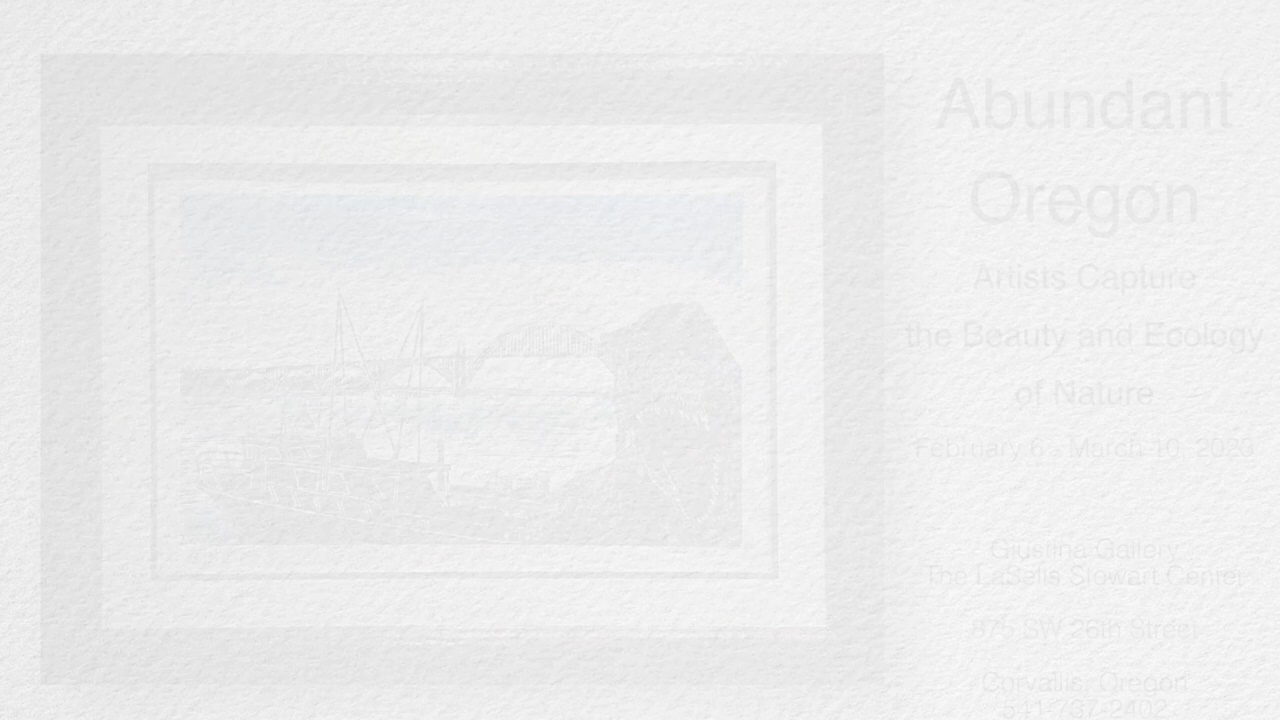 Abundant
Oregon
Artists Capture
the Beauty and Ecology
of Nature
February 6 - March 10, 2023
Giustina Gallery
The LaSells Stewart Center
875 SW 26th Street
Corvallis, Oregon
541-737-2402